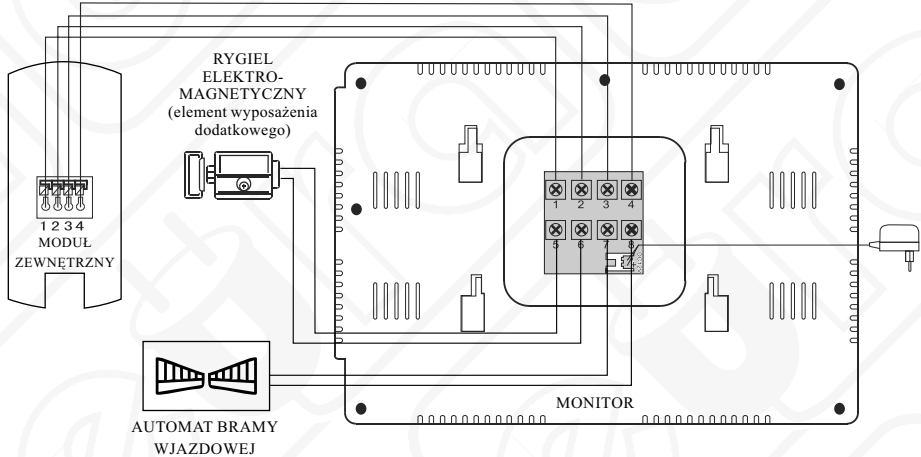 RYGIEL
ELEKTRO-
MAGNETYCZNY
(element wyposażenia
dodatkowego)
1 2 3 4
MODUŁ
ZEWNĘTRZNY
1 2 3 4
5 6 7 8
MONITOR
AUTOMAT BRAMY
WJAZDOWEJ